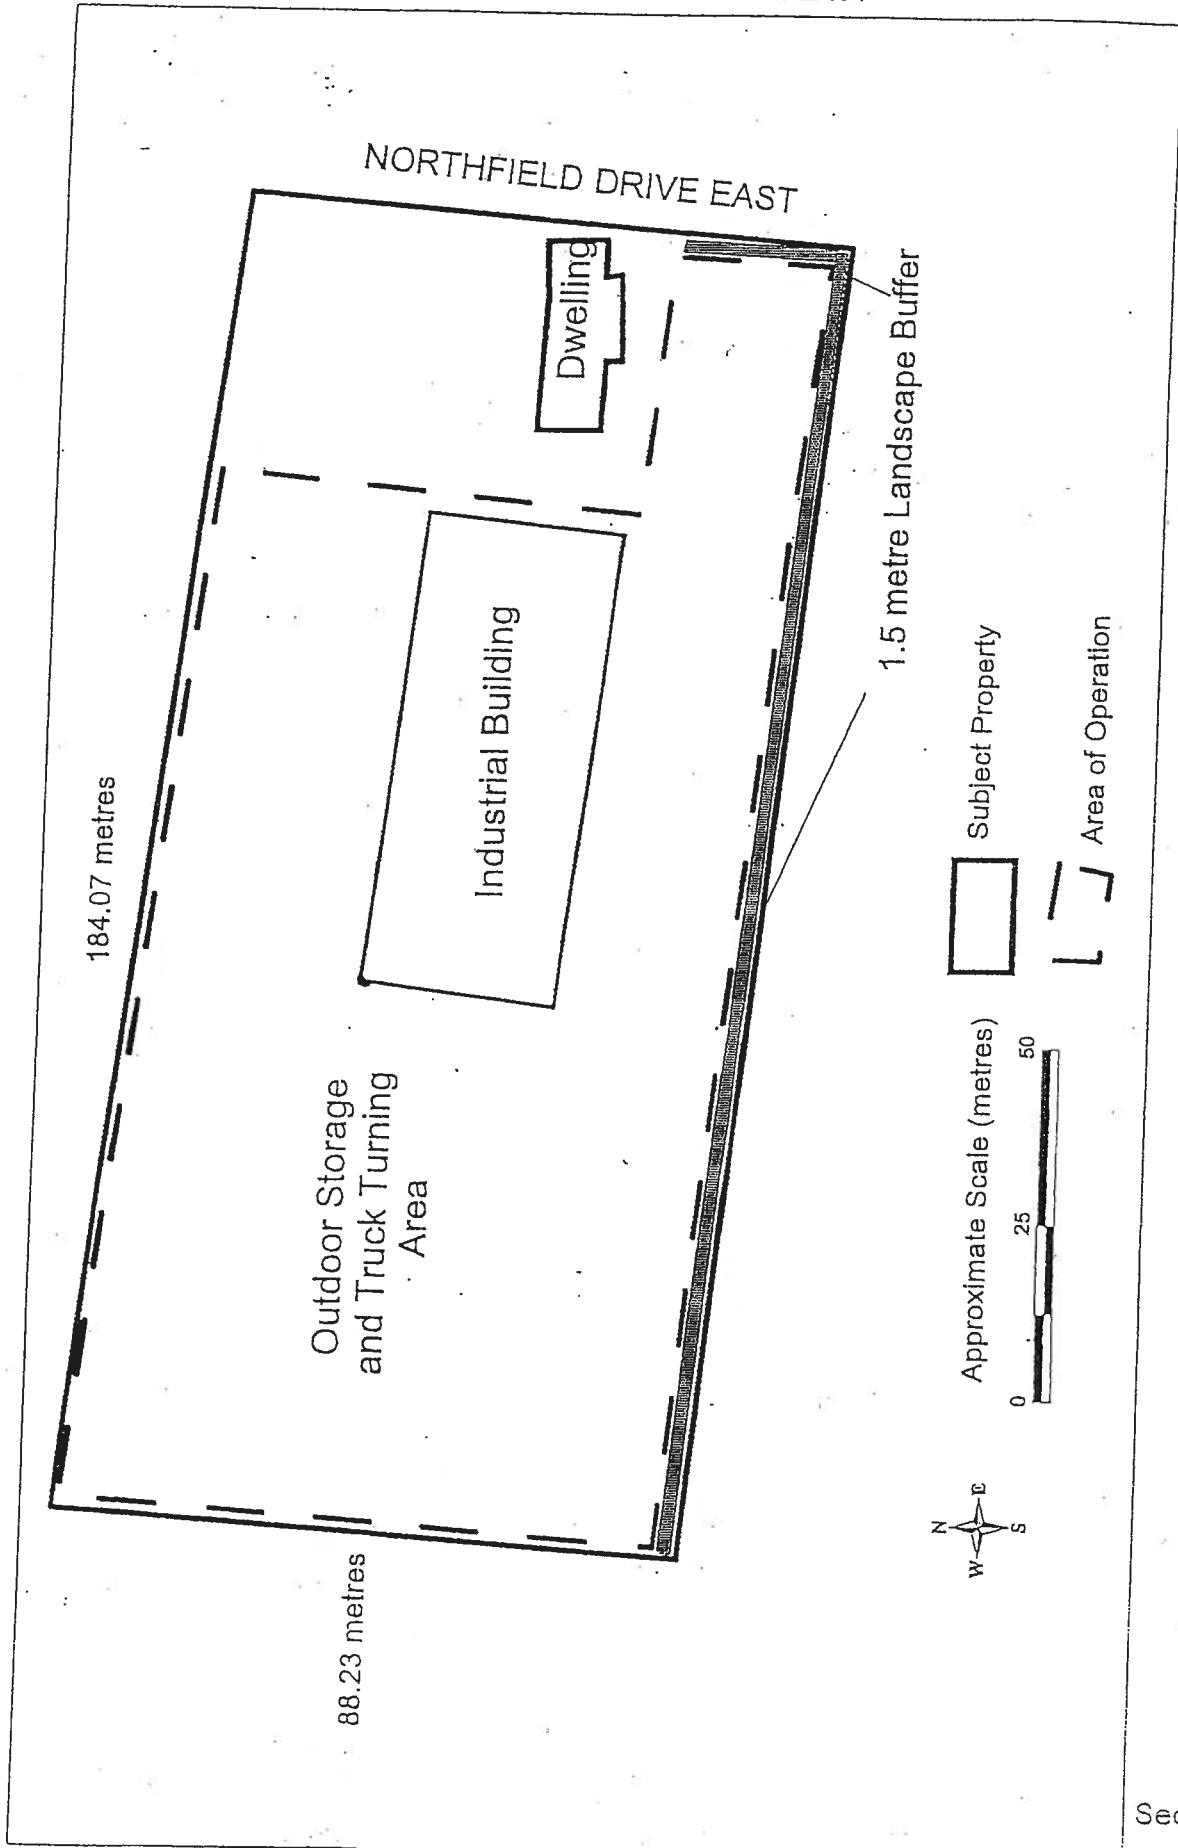 NORTHFIELD DRIVE EAST
184.07 metres
Dwelling
Industrial Building
1.5 metre Landscape Buffer
Outdoor Storage
and Truck Turning
Area
88.23 metres
Subject Property
Area of Operation
Approximate Scale (metres)
0 25 50
N
W E
S